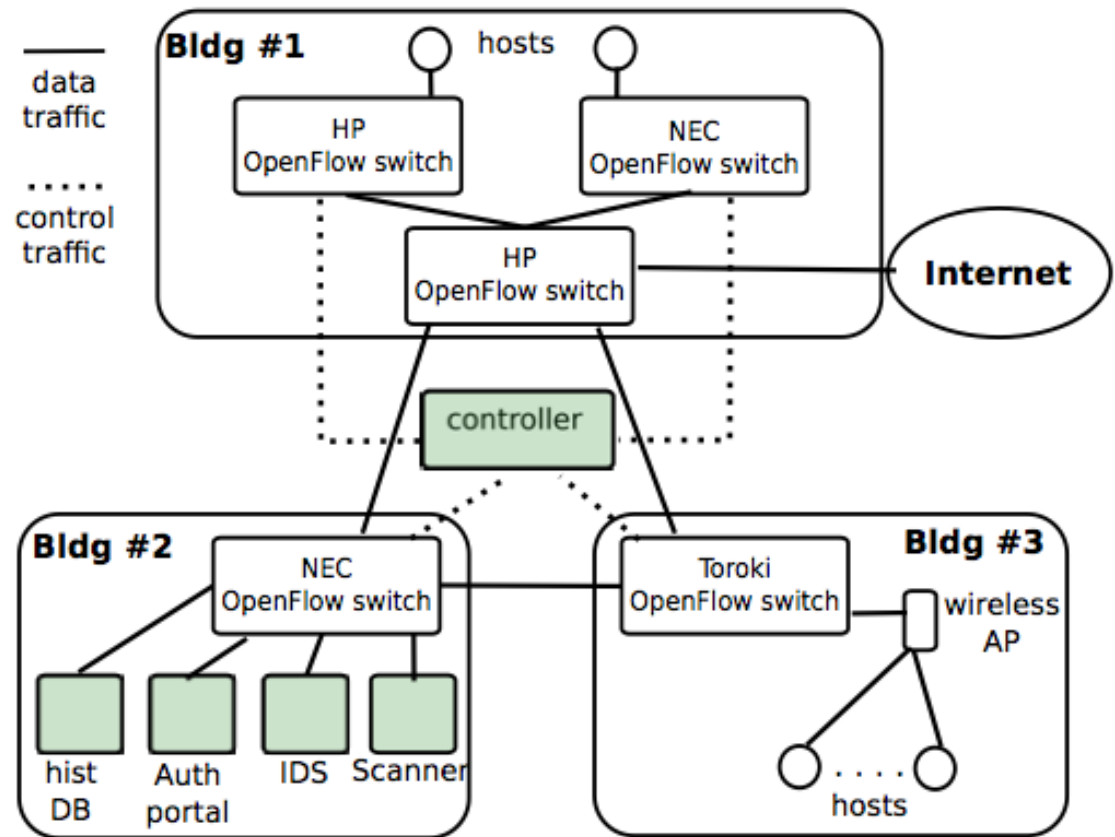 Bldg #1
hosts
data
traffic
control
traffic
HP
OpenFlow switch
NEC
OpenFlow switch
HP
OpenFlow switch
Internet
controller
Bldg #2
NEC
OpenFlow switch
hist
DB
Auth
portal
IDS
Scanner
Bldg #3
Toroki
OpenFlow switch
wireless
AP
hosts